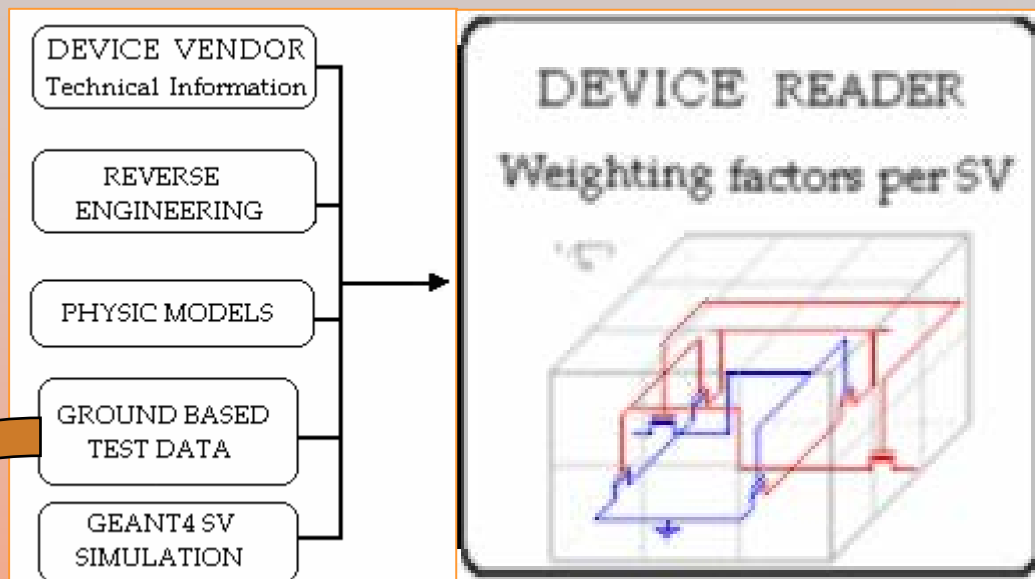 DEVICE VENDOR
Technical Information
REVERSE
ENGINEERING
PHYSIC MODELS
GROUND BASED
TEST DATA
GEANT4 SV
SIMULATION
DEVICE READER
Weighting factors per SV